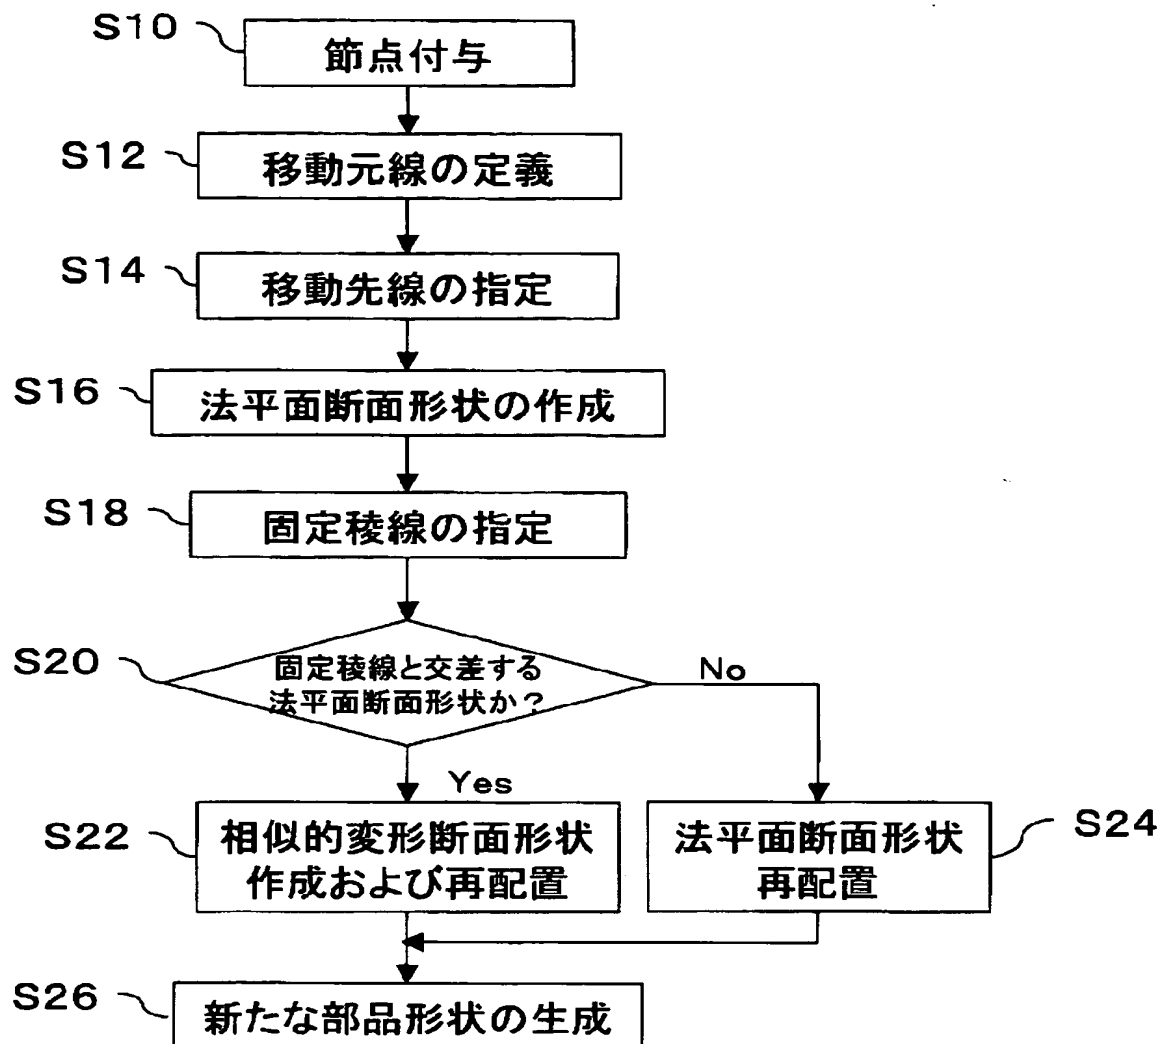 S10
節点付与
S12
移動元線の定義
S14
移動先線の指定
S16
法平面断面形状の作成
S18
固定稜線の指定
S20
固定稜線と交差する
法平面断面形状か?
No
Yes
S22
相似的変形断面形状
作成および再配置
法平面断面形状
再配置
S24
S26
新たな部品形状の生成